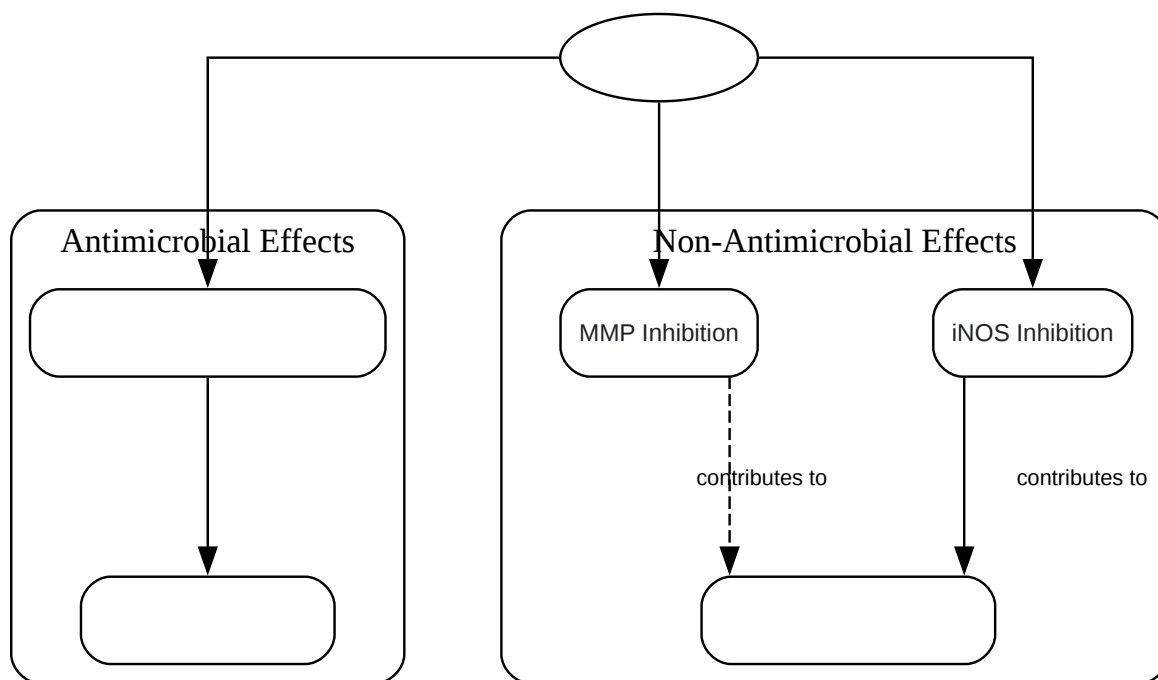 Antimicrobial Effects
Non-Antimicrobial Effects
MMP Inhibition
iNOS Inhibition
contributes to
contributes to